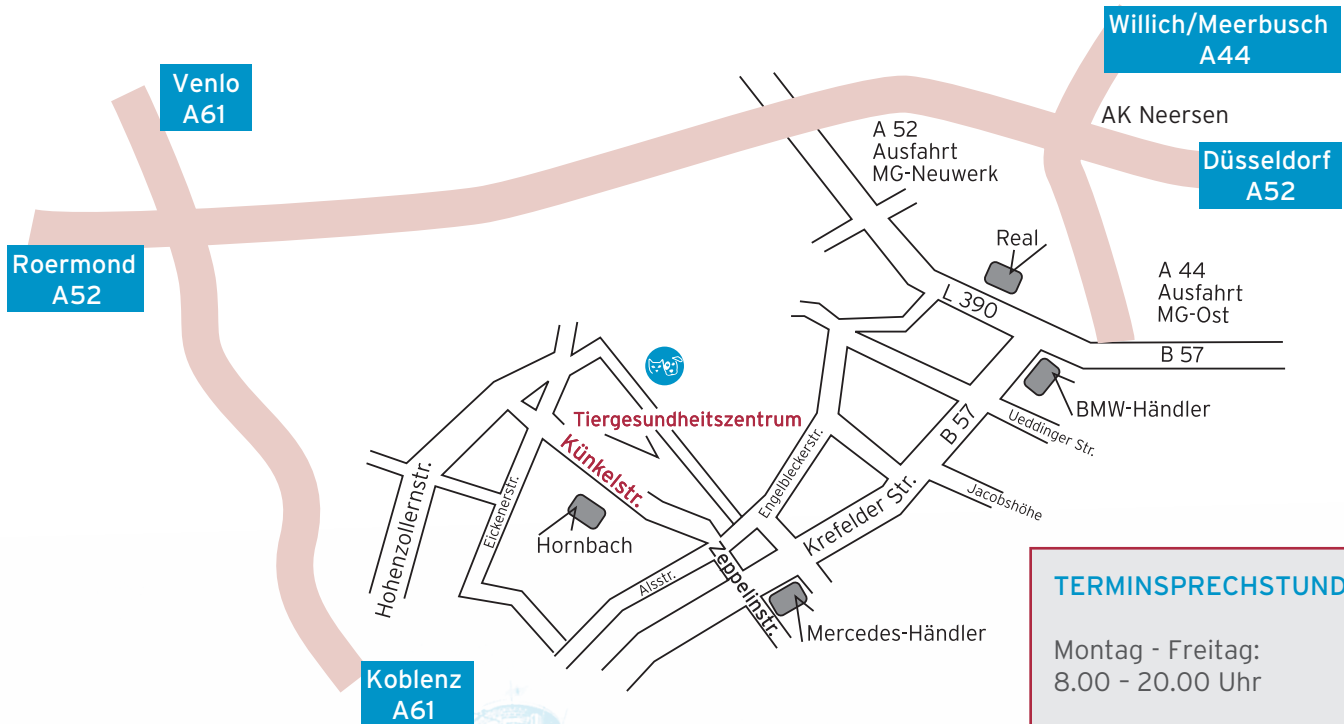 Willich/Meerbusch
A44
Venlo
A61
AK Neersen
A 52
Ausfahrt
MG-Neuwerk
Düsseldorf
A52
Roermond
A52
Real
A 44
Ausfahrt
MG-Ost
L 390
B 57
BMW-Händler
Ueddinger Str.
B 57
Tiergesundheitszentrum
Künkelstr.
Engelbleckerstr.
Jacobshöhe
Hohenzollernstr.
Eickenerstr.
Hornbach
Krefelder Str.
Alsstr.
Zeppelinstr.
Mercedes-Händler
Koblenz
A61
TERMINSPRECHSTUND
Montag - Freitag:
8.00 – 20.00 Uhr